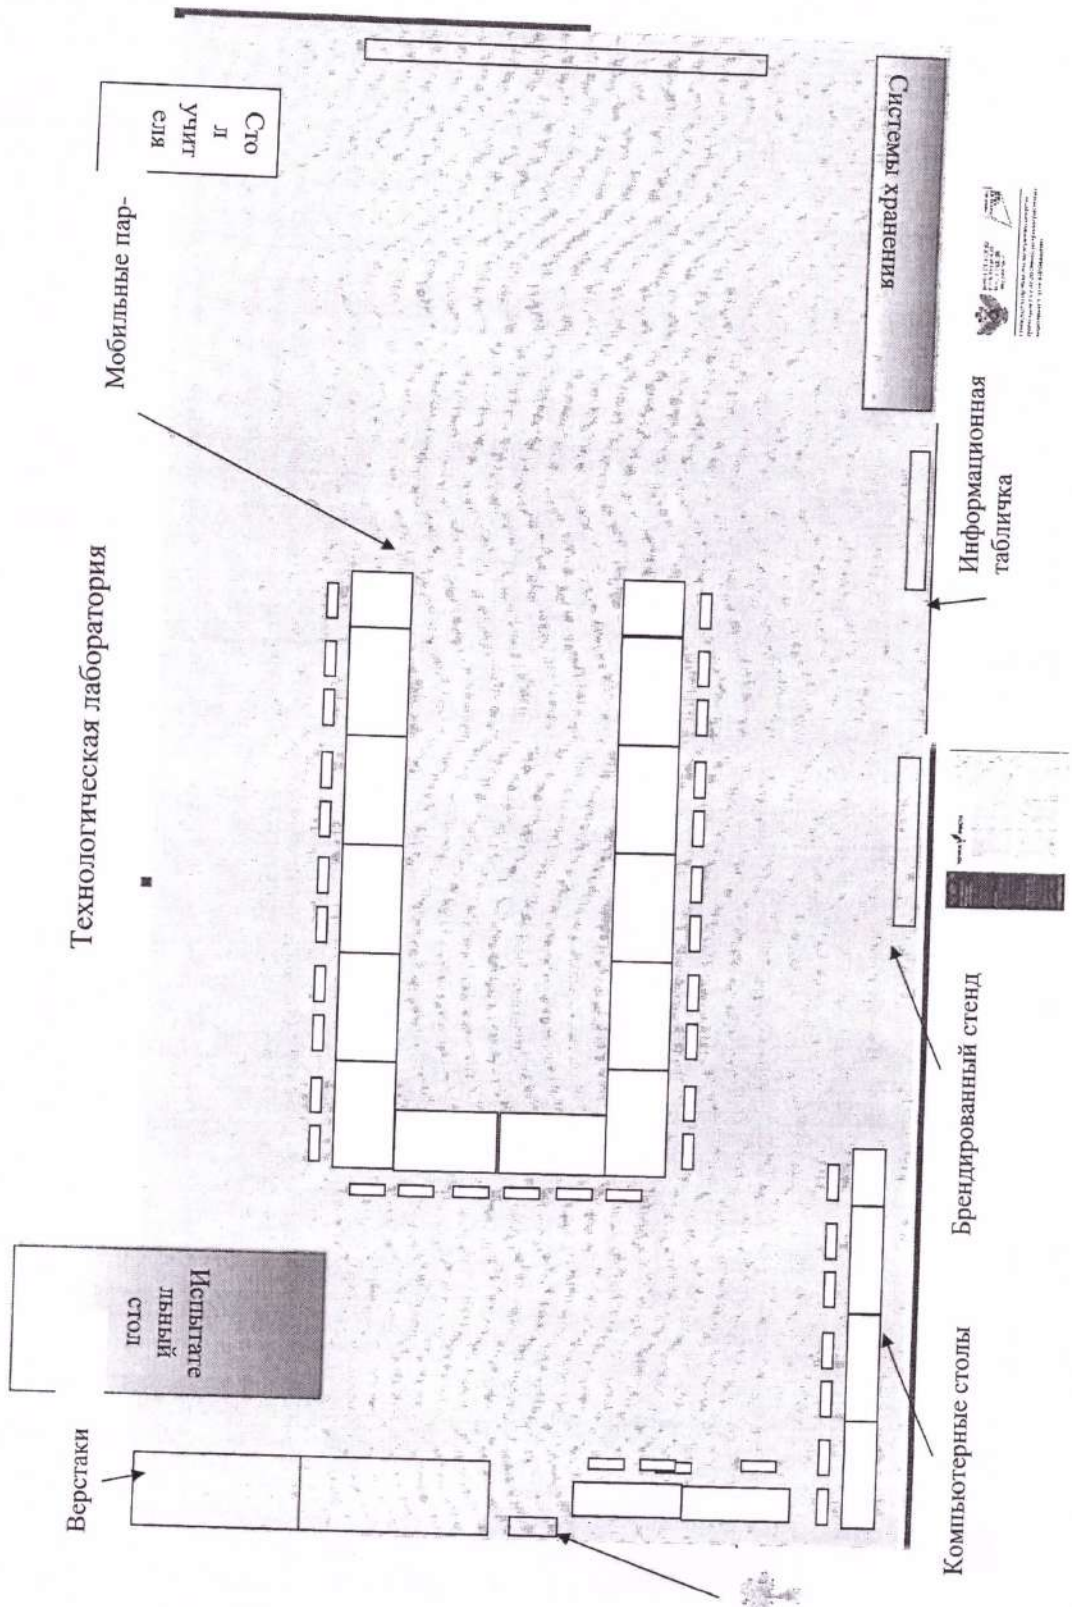 Технологическая лаборатория
Сто
л
учит
еля
Мобильные пар-
Системы хранения
Информационная
табличка
Брендированный стенд
Компьютерные столы
Испытате
льный
стол
Верстаки